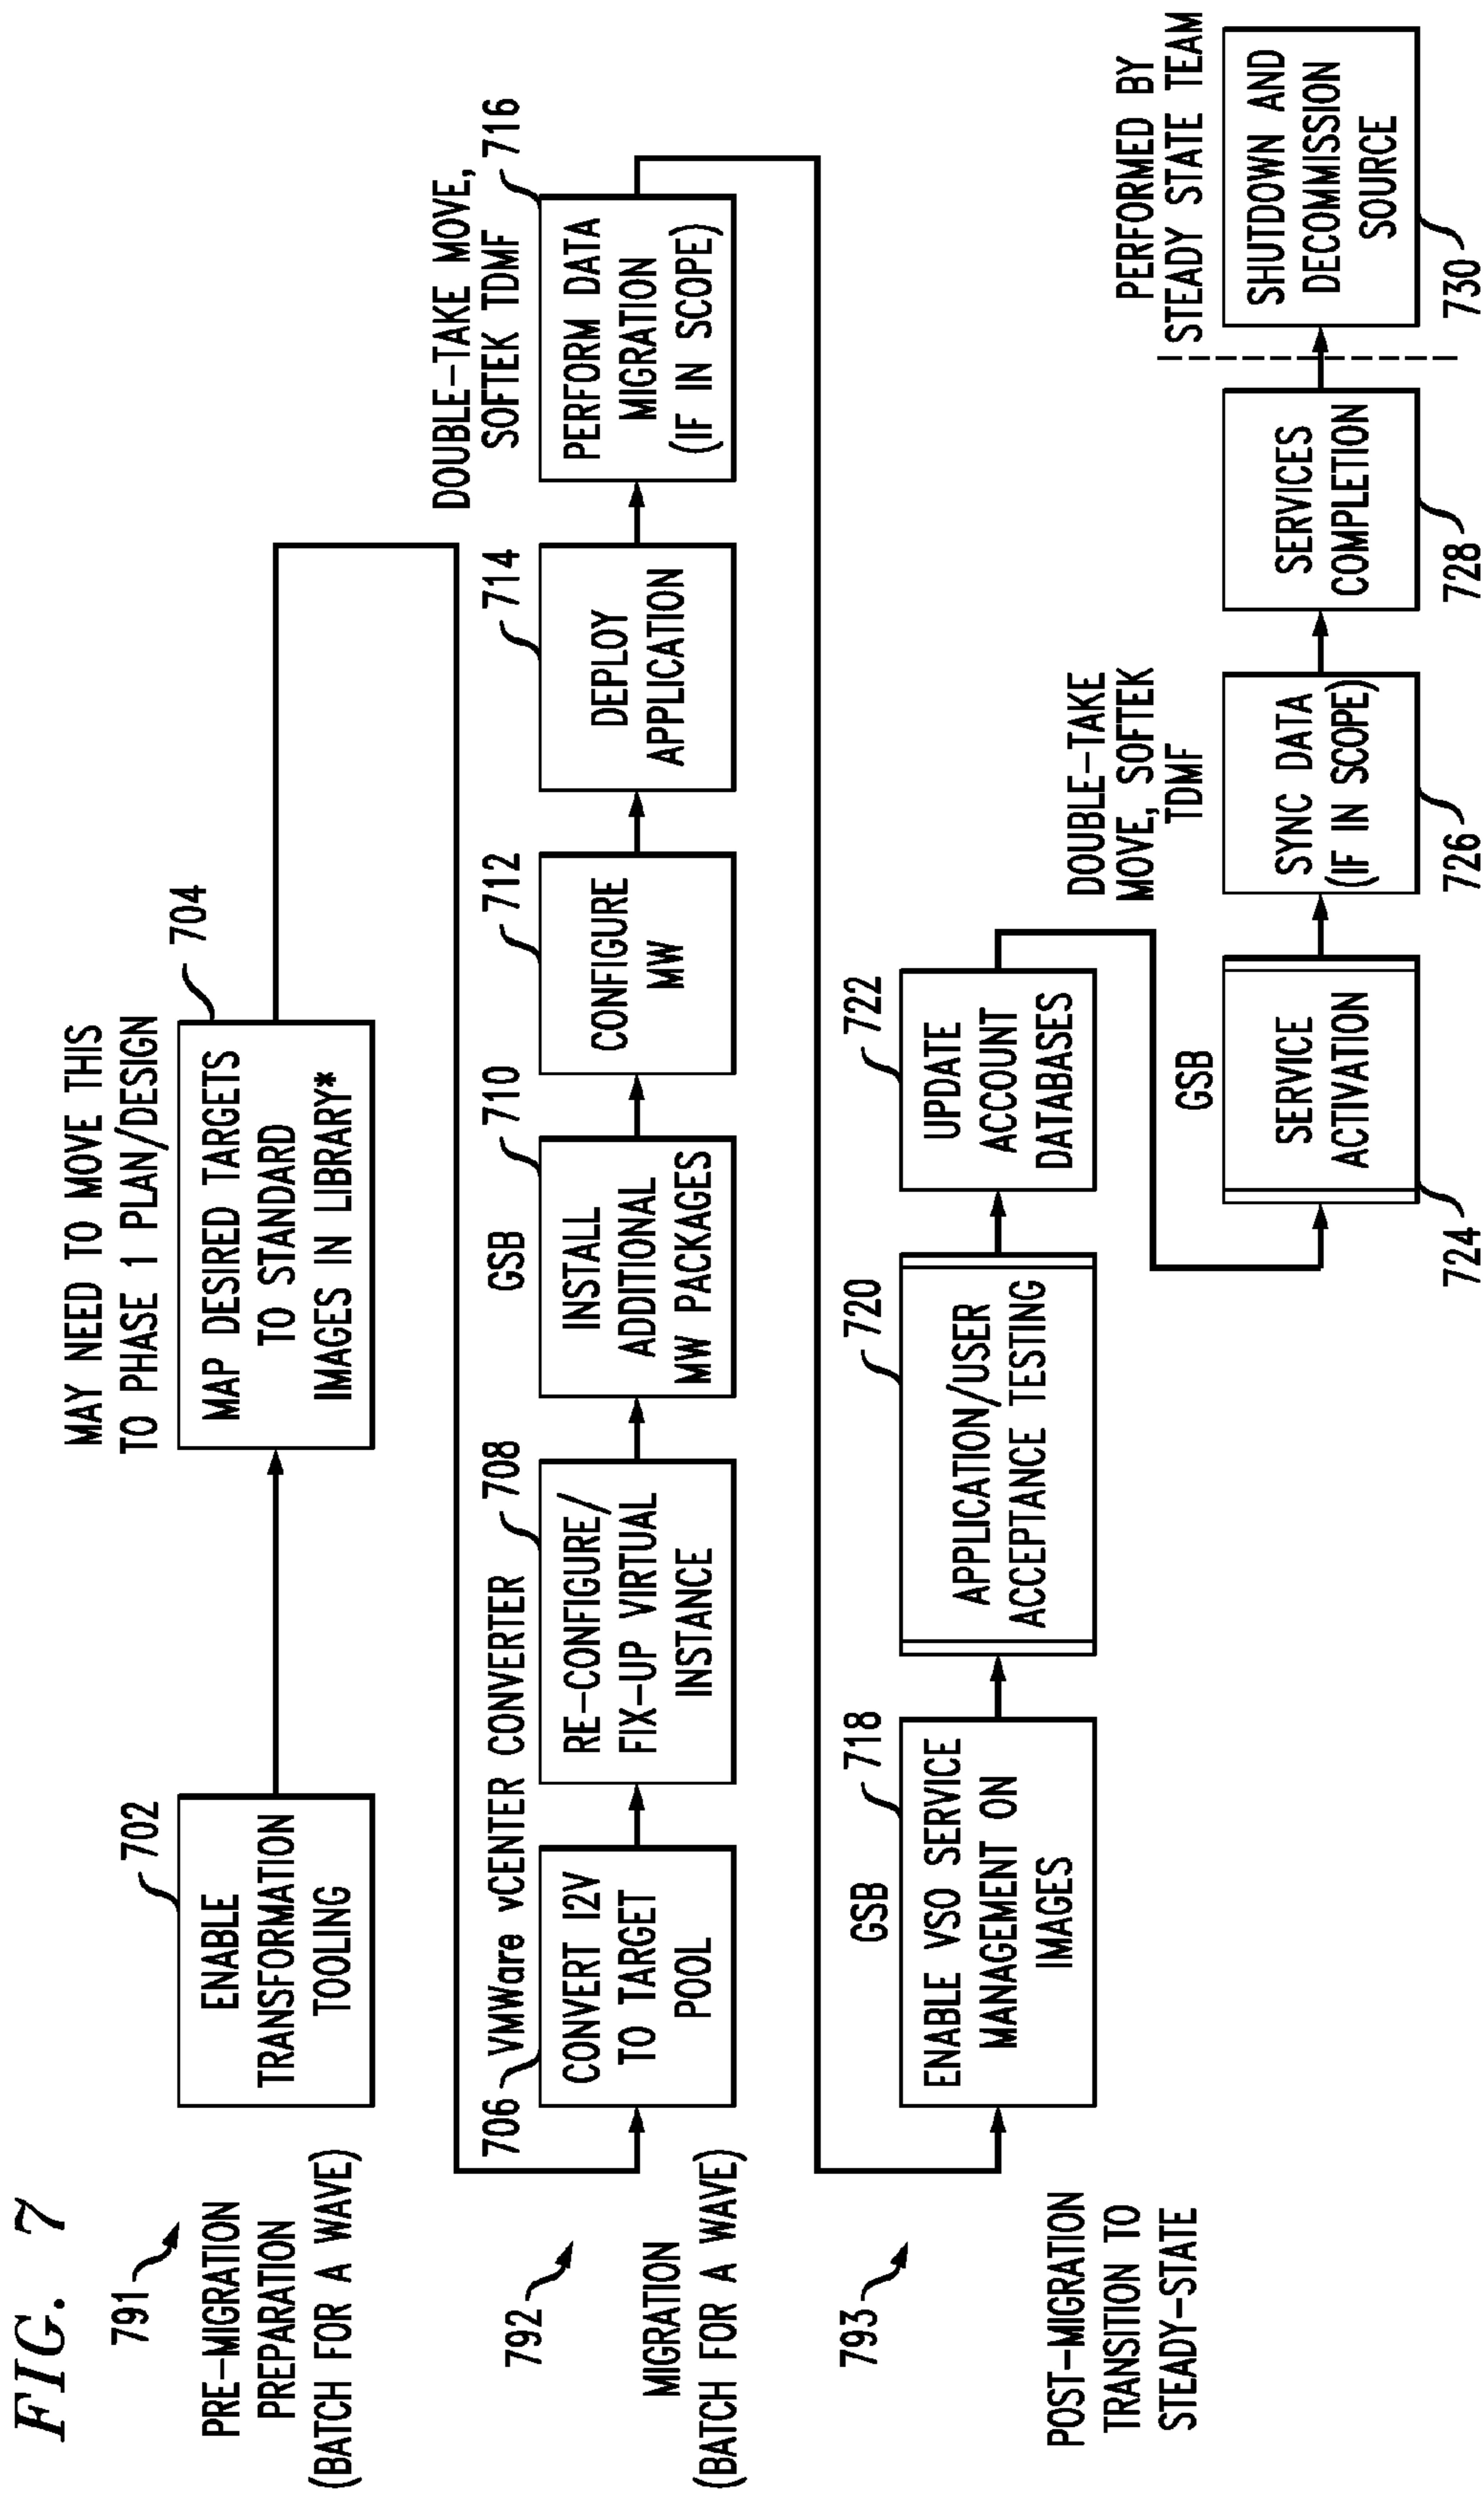 FIG. 7
791
PRE-MIGRATION
PREPARATION
(BATCH FOR A WAVE)
702
ENABLE
TRANSFORMATION
TOOLING
MAY NEED TO MOVE THIS
TO PHASE 1 PLAN/DESIGN
704
MAP DESIRED TARGETS
TO STANDARD
IMAGES IN LIBRARY*
792
MIGRATION
(BATCH FOR A WAVE)
706
VMWare vCENTER CONVERTER
CONVERT I2V
TO TARGET
POOL
708
RE-CONFIGURE/
FIX-UP VIRTUAL
INSTANCE
GSB
710
INSTALL
ADDITIONAL
MW PACKAGES
712
CONFIGURE
MW
714
DEPLOY
APPLICATION
DOUBLE-TAKE MOVE,
SOFTEK TDMF
716
PERFORM DATA
MIGRATION
(IF IN SCOPE)
793
POST-MIGRATION
TRANSITION TO
STEADY-STATE
GSB
718
ENABLE VSO SERVICE
MANAGEMENT ON
IMAGES
720
APPLICATION/USER
ACCEPTANCE TESTING
722
UPDATE
ACCOUNT
DATABASES
GSB
SERVICE
ACTIVATION
724
DOUBLE-TAKE
MOVE, SOFTEK
TDMF
SYNC DATA
(IF IN SCOPE)
726
SERVICES
COMPLETION
728
PERFORMED BY
STEADY STATE TEAM
SHUTDOWN AND
DECOMMISSION
SOURCE
730